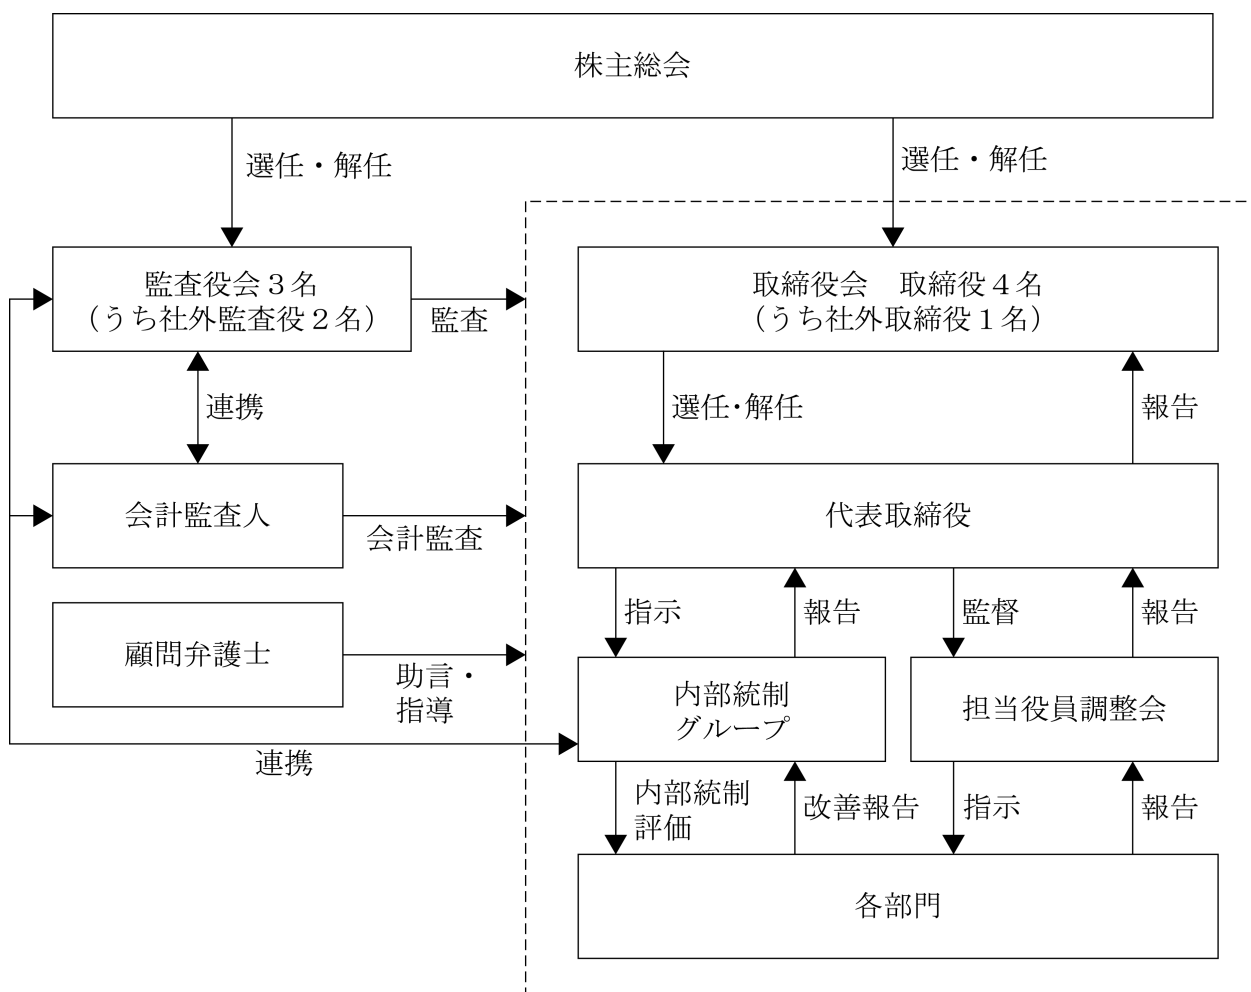 株主総会
選任・解任
選任・解任
監査役会３名
（うち社外監査役２名）
監査
取締役会　取締役４名
（うち社外取締役１名）
連携
選任・解任
報告
会計監査人
会計監査
代表取締役
指示
報告
監督
報告
顧問弁護士
助言・
指導
内部統制
グループ
担当役員調整会
連携
内部統制
評価
改善報告
指示
報告
各部門